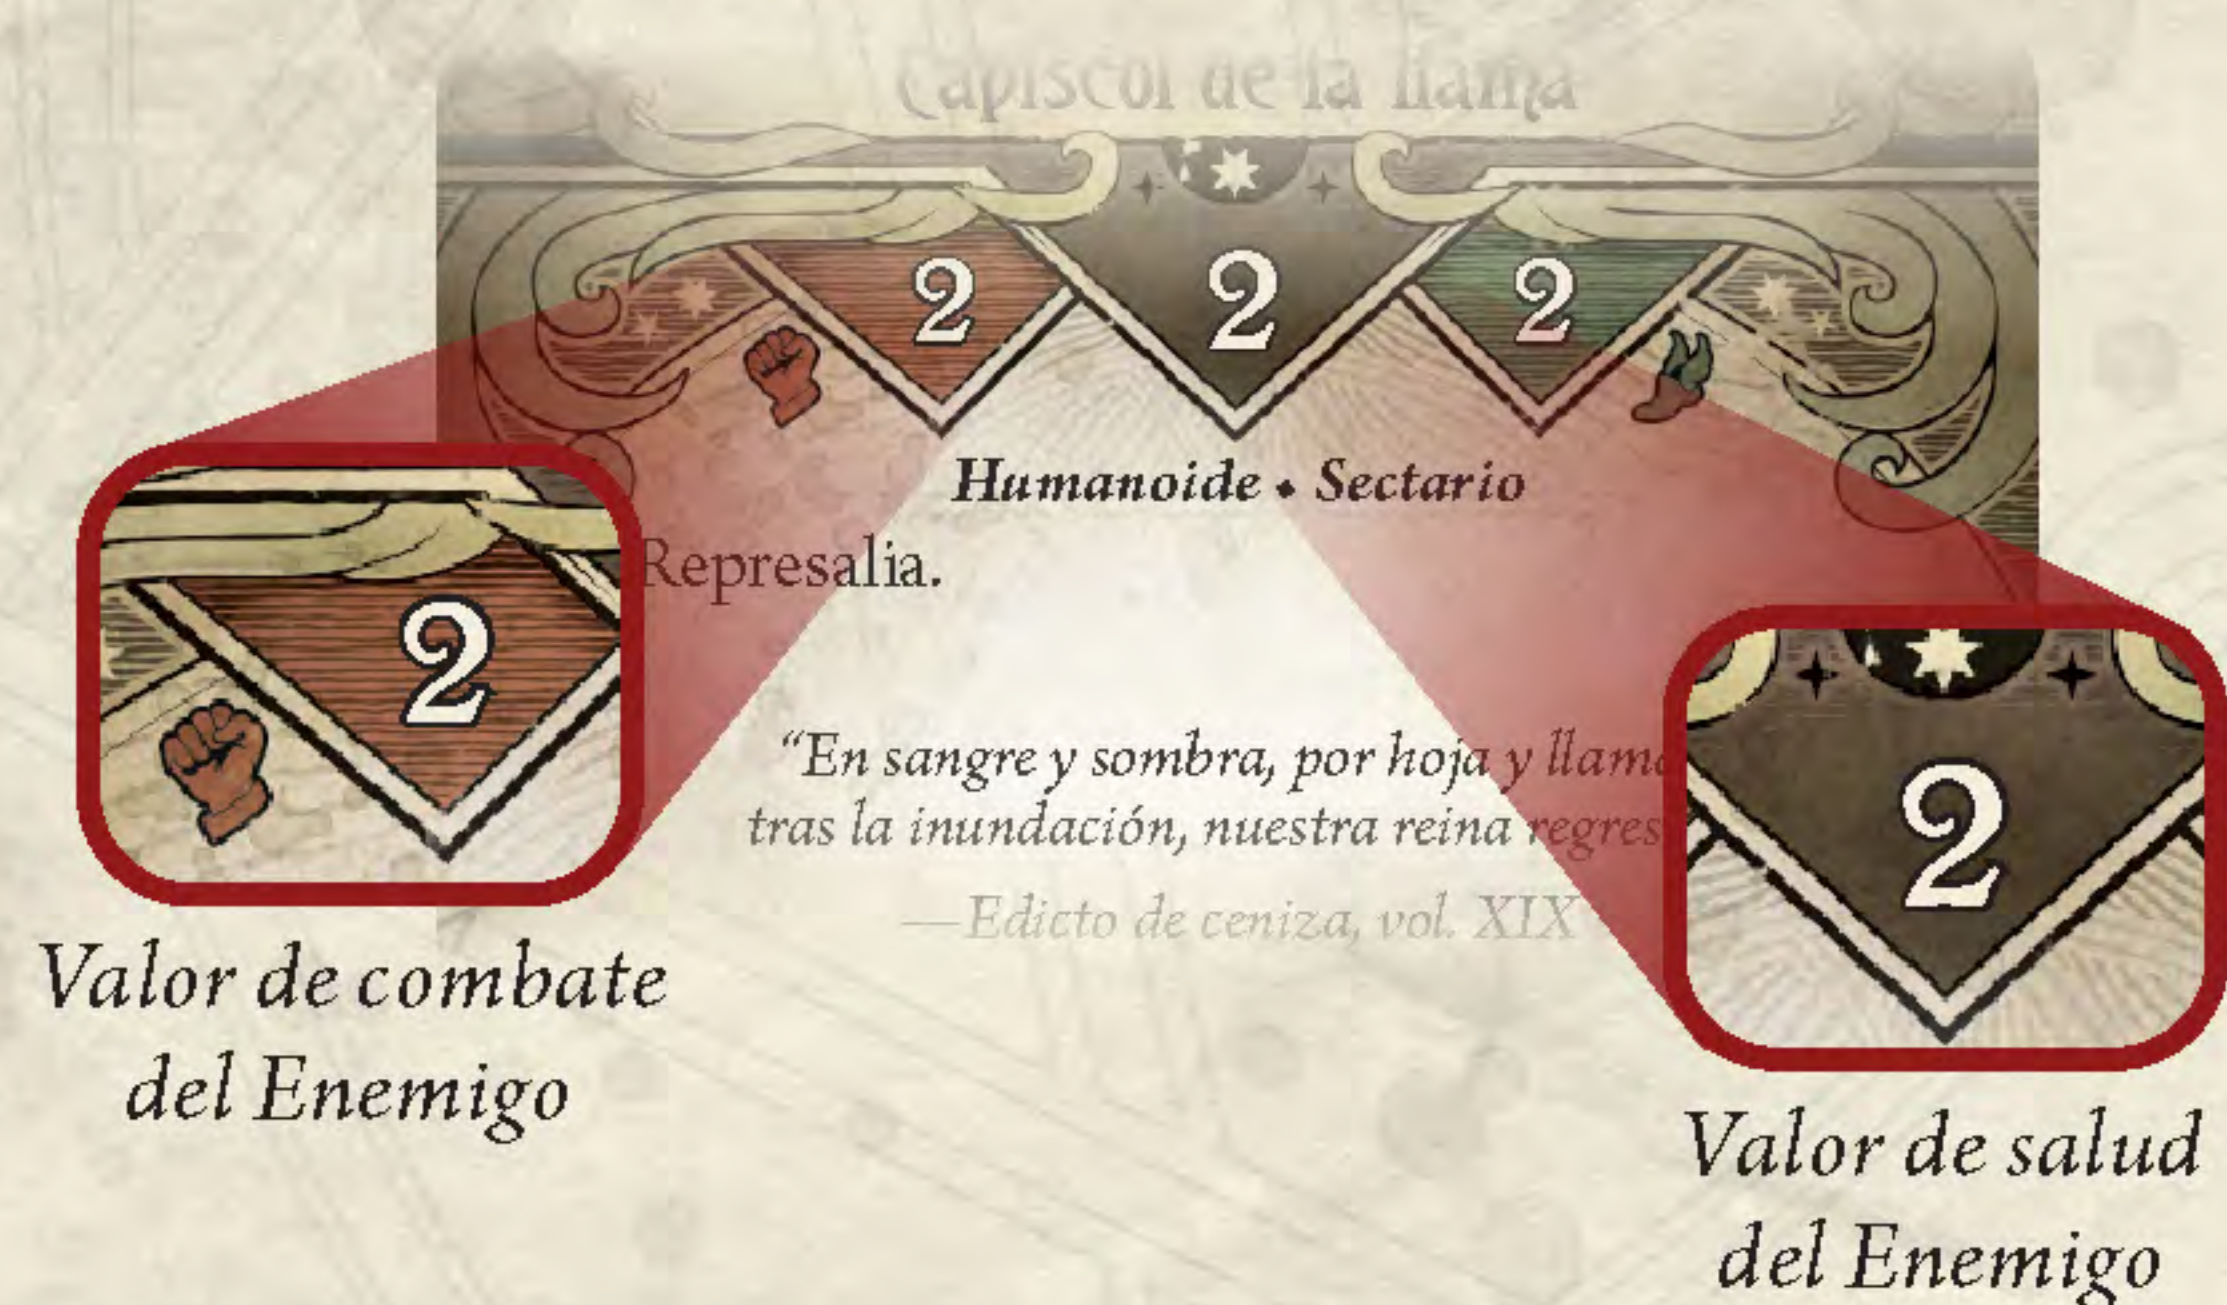 Capiscol de la llama
2 2 2
Humanoide • Sectario
Represalia.
2
“En sangre y sombra, por hoja y llama
tras la inundación, nuestra reina regres
—Edicto de ceniza, vol. XIX
2
Valor de combate
del Enemigo
Valor de salud
del Enemigo